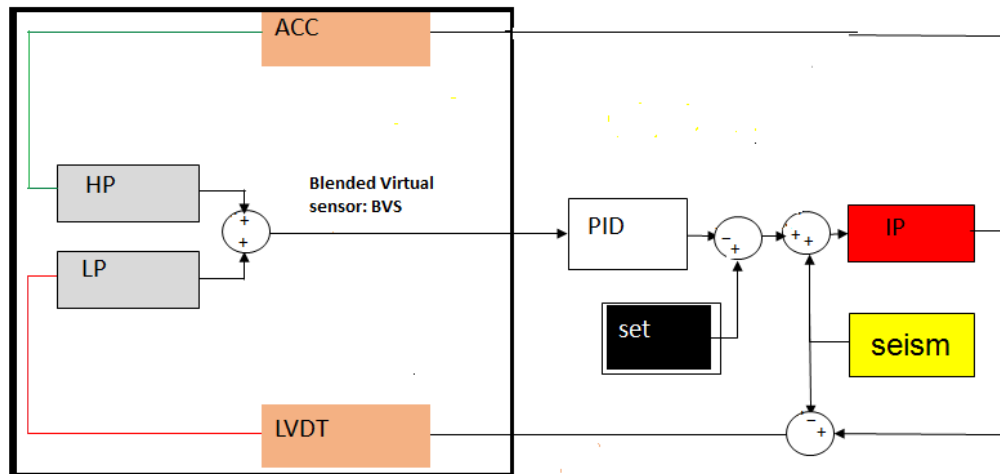 ACC
HP
+
+
Blended Virtual
sensor: BVS
LP
PID
−
+
+ +
IP
set
seism
LVDT
−
+